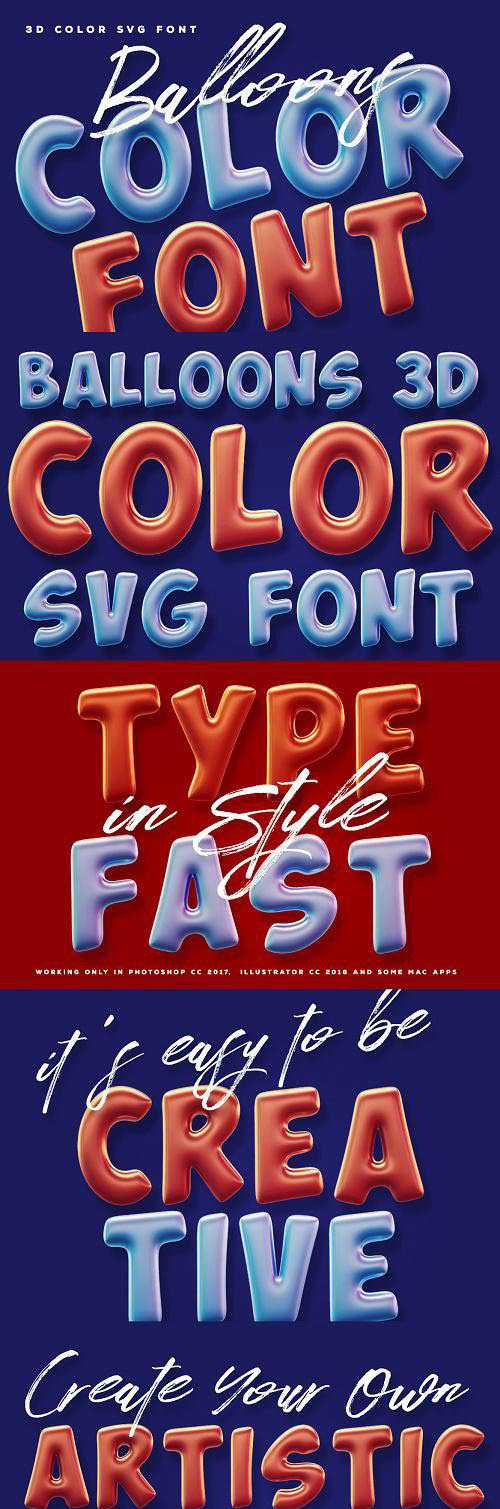 3D COLOR SVG FONT
Balloons
COLOR
FONT
BALLOONS 3D
COLOR
SVG FONT
TYPE
in Style
FAST
WORKING ONLY IN PHOTOSHOP CC 2017, ILLUSTRATOR CC 2018 AND SOME MAC APPS
it's easy to be
CREA
TIVE
Create Your Own
ARTISTIC